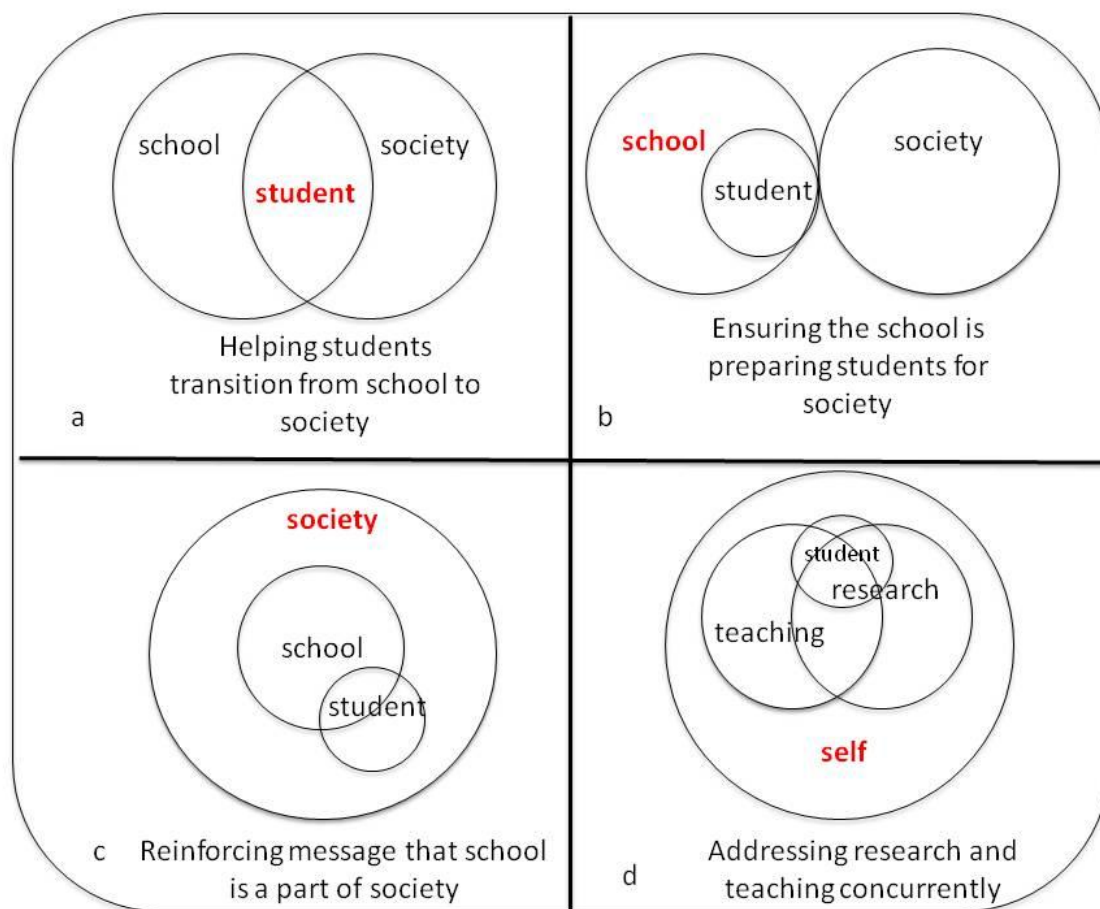 school
society
student
Helping students
transition from school to
society
a
school
society
student
Ensuring the school is
preparing students for
society
b
society
school
student
c
Reinforcing message that school
is a part of society
student
research
teaching
self
d
Addressing research and
teaching concurrently